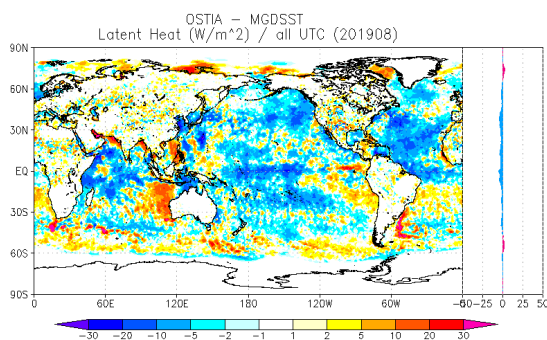 OSTIA − MGDSST
Latent Heat (W/m^2) / all UTC (201908)
90N
60N
30N
EQ
30S
60S
90S
0 60E 120E 180 120W 60W 0
−50 −25 0 25 50
−30 −20 −10 −5 −2 −1 1 2 5 10 20 30